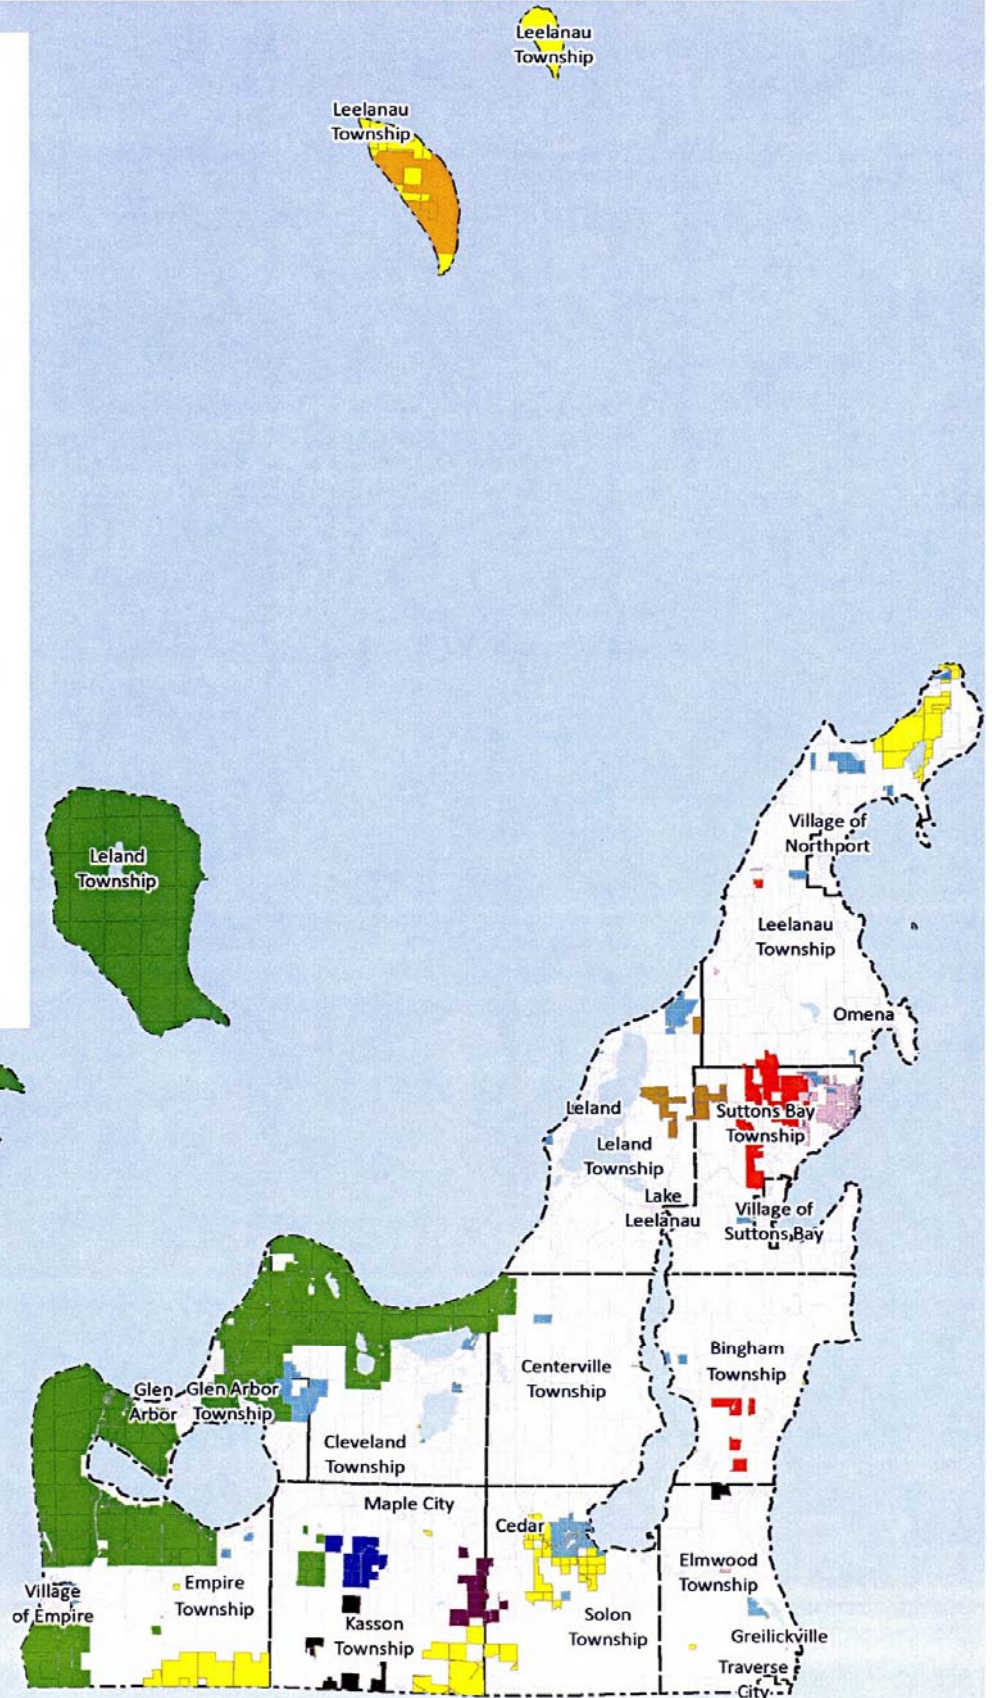 Leelanau
Township
Leelanau
Township
Village of
Northport
Leland
Township
Leelanau
Township
Omena
Leland
Suttons Bay
Township
Leland
Township
Lake
Leelanau
Village of
Suttons Bay
Bingham
Township
Centerville
Township
Glen
Arbor
Glen Arbor
Township
Cleveland
Township
Maple City
Cedar
Elmwood
Township
Village
of Empire
Empire
Township
Kasson
Township
Solon
Township
Greilickville
Traverse
City